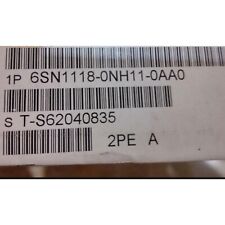 1P 6SN1118-0NH11-0AA0
S T-S62040835
2PE A